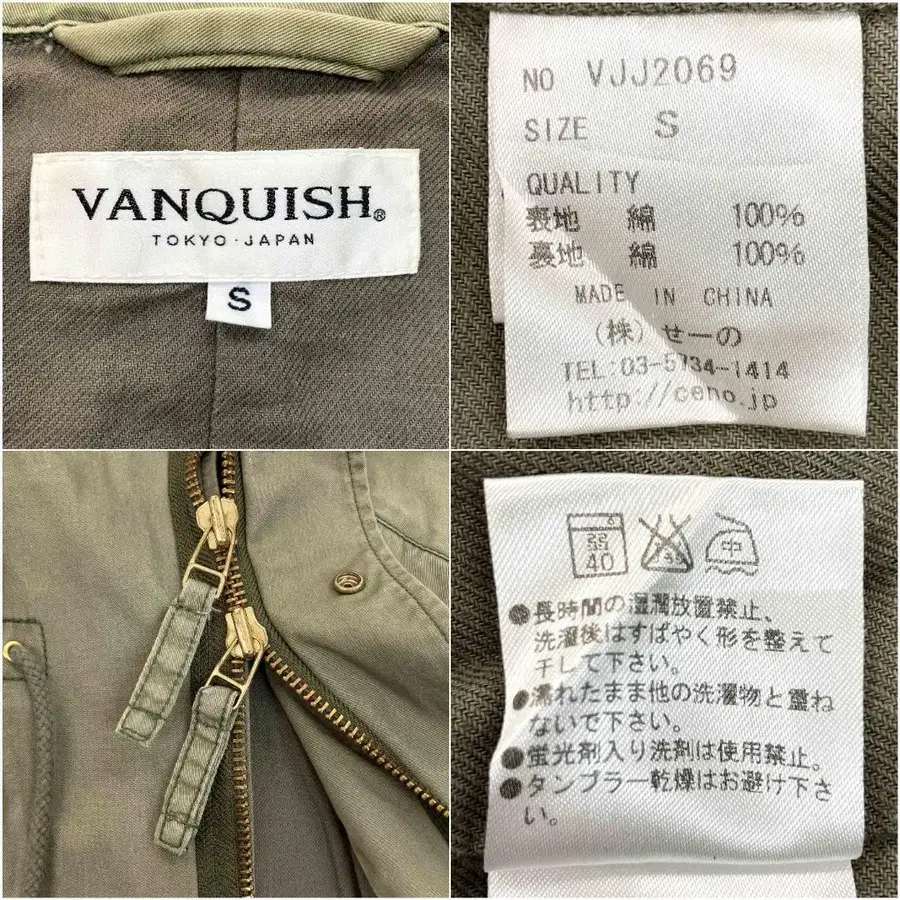 VANQUISH®
TOKYO · JAPAN
S
NO VJJ2069
SIZE S
QUALITY
表地 綿 100%
裏地 綿 100%
MADE IN CHINA
(株)せーの
TEL:03-5734-1414
http://ceno.jp
弱
40
中
●長時間の湿潤放置禁止、
洗濯後はすばやく形を整えて
干して下さい。
●濡れたまま他の洗濯物と重ね
ないで下さい。
●蛍光剤入り洗剤は使用禁止。
●タンブラー乾燥はお避け下さ
い。